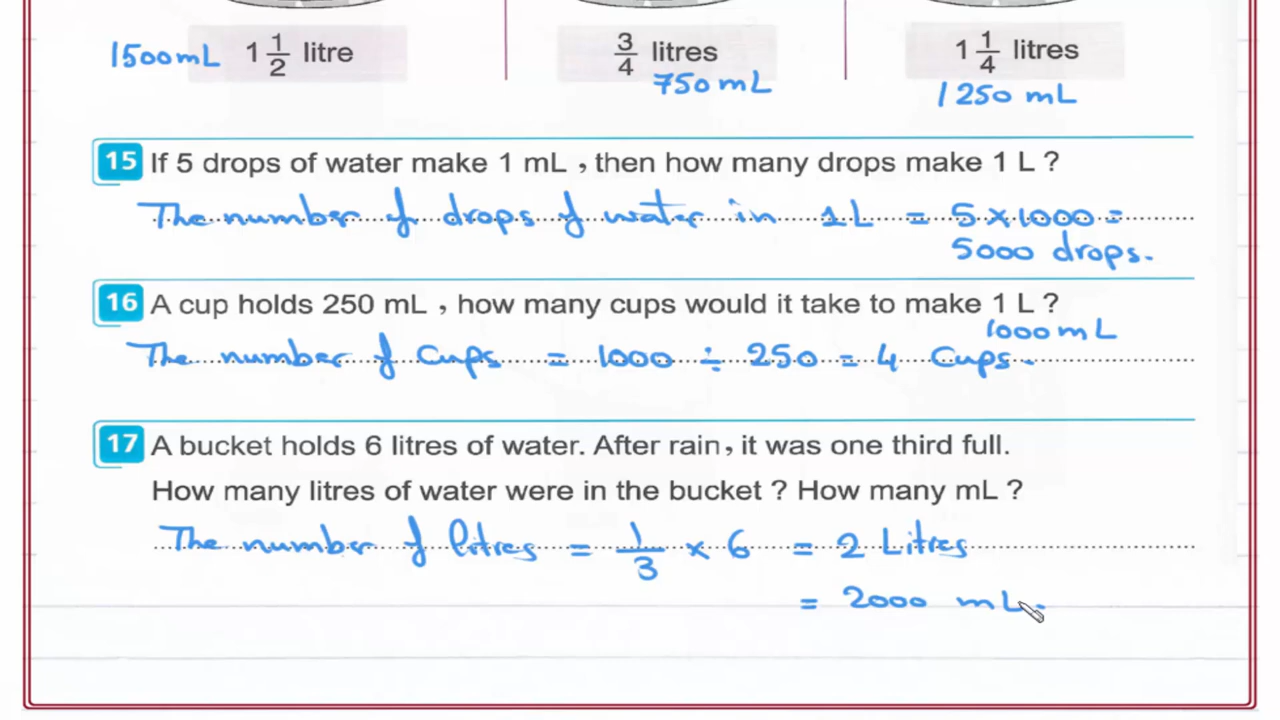 1500mL 1 1/2 litre 3/4 litres 1 1/4 litres
750 mL
1250 mL
15 If 5 drops of water make 1 mL , then how many drops make 1 L ?
The number of drops of water in 1L = 5 × 1000 =
5000 drops.
16 A cup holds 250 mL , how many cups would it take to make 1 L ?
1000 mL
The number of Cups = 1000 ÷ 250 = 4 Cups.
17 A bucket holds 6 litres of water. After rain, it was one third full.
How many litres of water were in the bucket ? How many mL ?
The number of litres = 1/3 × 6 = 2 Litres
= 2000 mL.